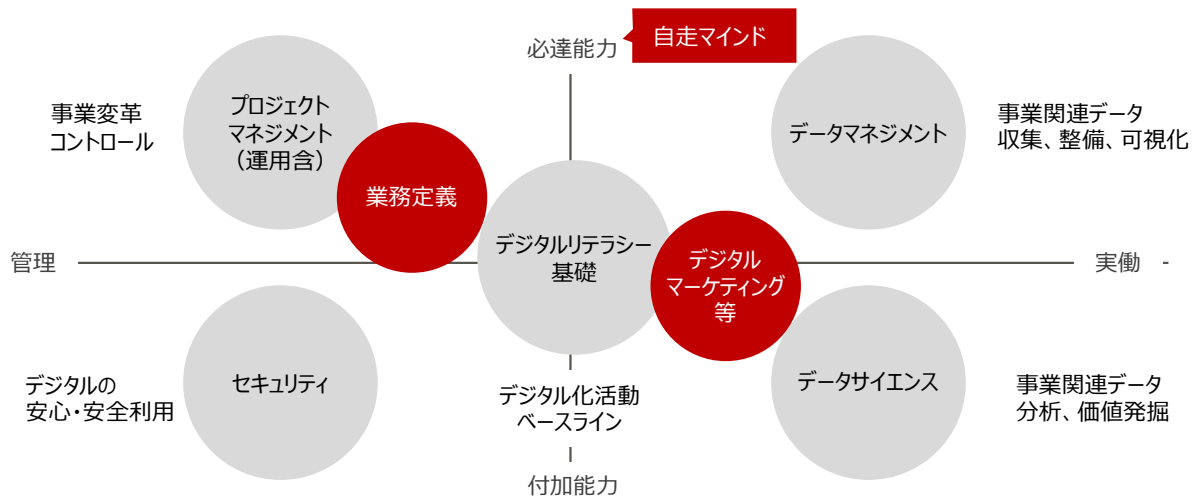 必達能力
自走マインド
事業変革
コントロール
プロジェクト
マネジメント
（運用含）
業務定義
データマネジメント
事業関連データ
収集、整備、可視化
管理
デジタルリテラシー
基礎
デジタル
マーケティング
等
実働
デジタルの
安心・安全利用
セキュリティ
デジタル化活動
ベースライン
データサイエンス
事業関連データ
分析、価値発掘
付加能力